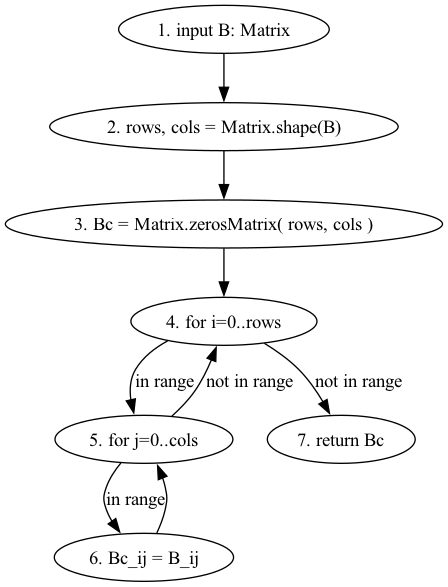 1. input B: Matrix
2. rows, cols = Matrix.shape(B)
3. Bc = Matrix.zerosMatrix( rows, cols )
4. for i=0..rows
in range
not in range
not in range
5. for j=0..cols
7. return Bc
in range
6. Bc_ij = B_ij